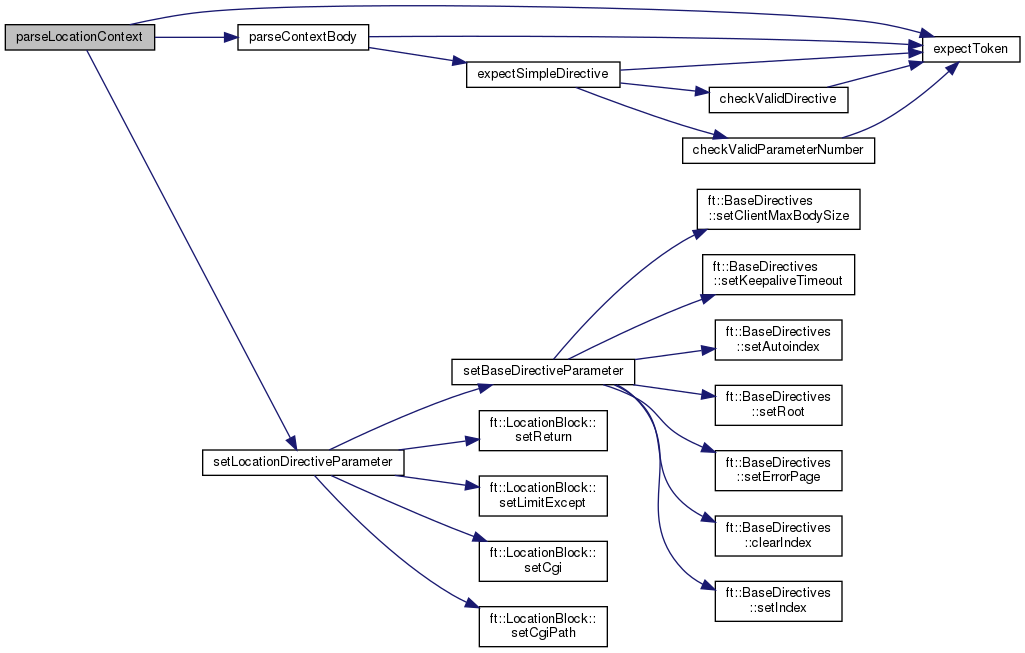 parseLocationContext
parseContextBody
expectToken
expectSimpleDirective
checkValidDirective
checkValidParameterNumber
ft::BaseDirectives
::setClientMaxBodySize
ft::BaseDirectives
::setKeepaliveTimeout
ft::BaseDirectives
::setAutoindex
setBaseDirectiveParameter
ft::BaseDirectives
::setRoot
ft::LocationBlock::
setReturn
setLocationDirectiveParameter
ft::BaseDirectives
::setErrorPage
ft::LocationBlock::
setLimitExcept
ft::BaseDirectives
::clearIndex
ft::LocationBlock::
setCgi
ft::BaseDirectives
::setIndex
ft::LocationBlock::
setCgiPath